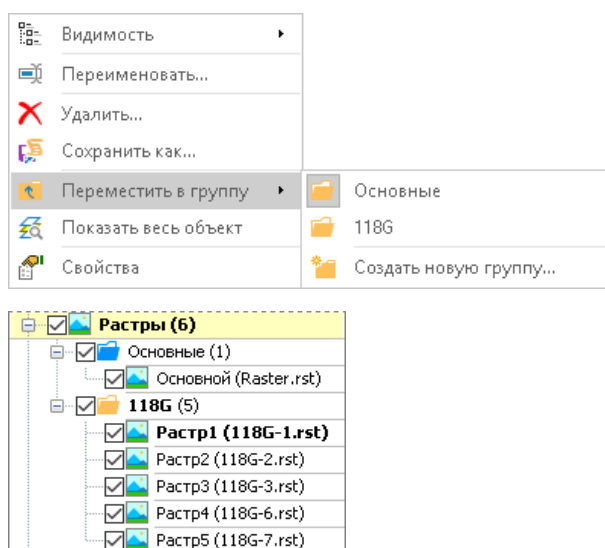 Видимость
Переименовать...
Удалить...
Сохранить как...
Переместить в группу
Основные
Показать весь объект
118G
Свойства
Создать новую группу...
Растры (6)
Основные (1)
Основной (Raster.rst)
118G (5)
Растр1 (118G-1.rst)
Растр2 (118G-2.rst)
Растр3 (118G-3.rst)
Растр4 (118G-6.rst)
Растр5 (118G-7.rst)